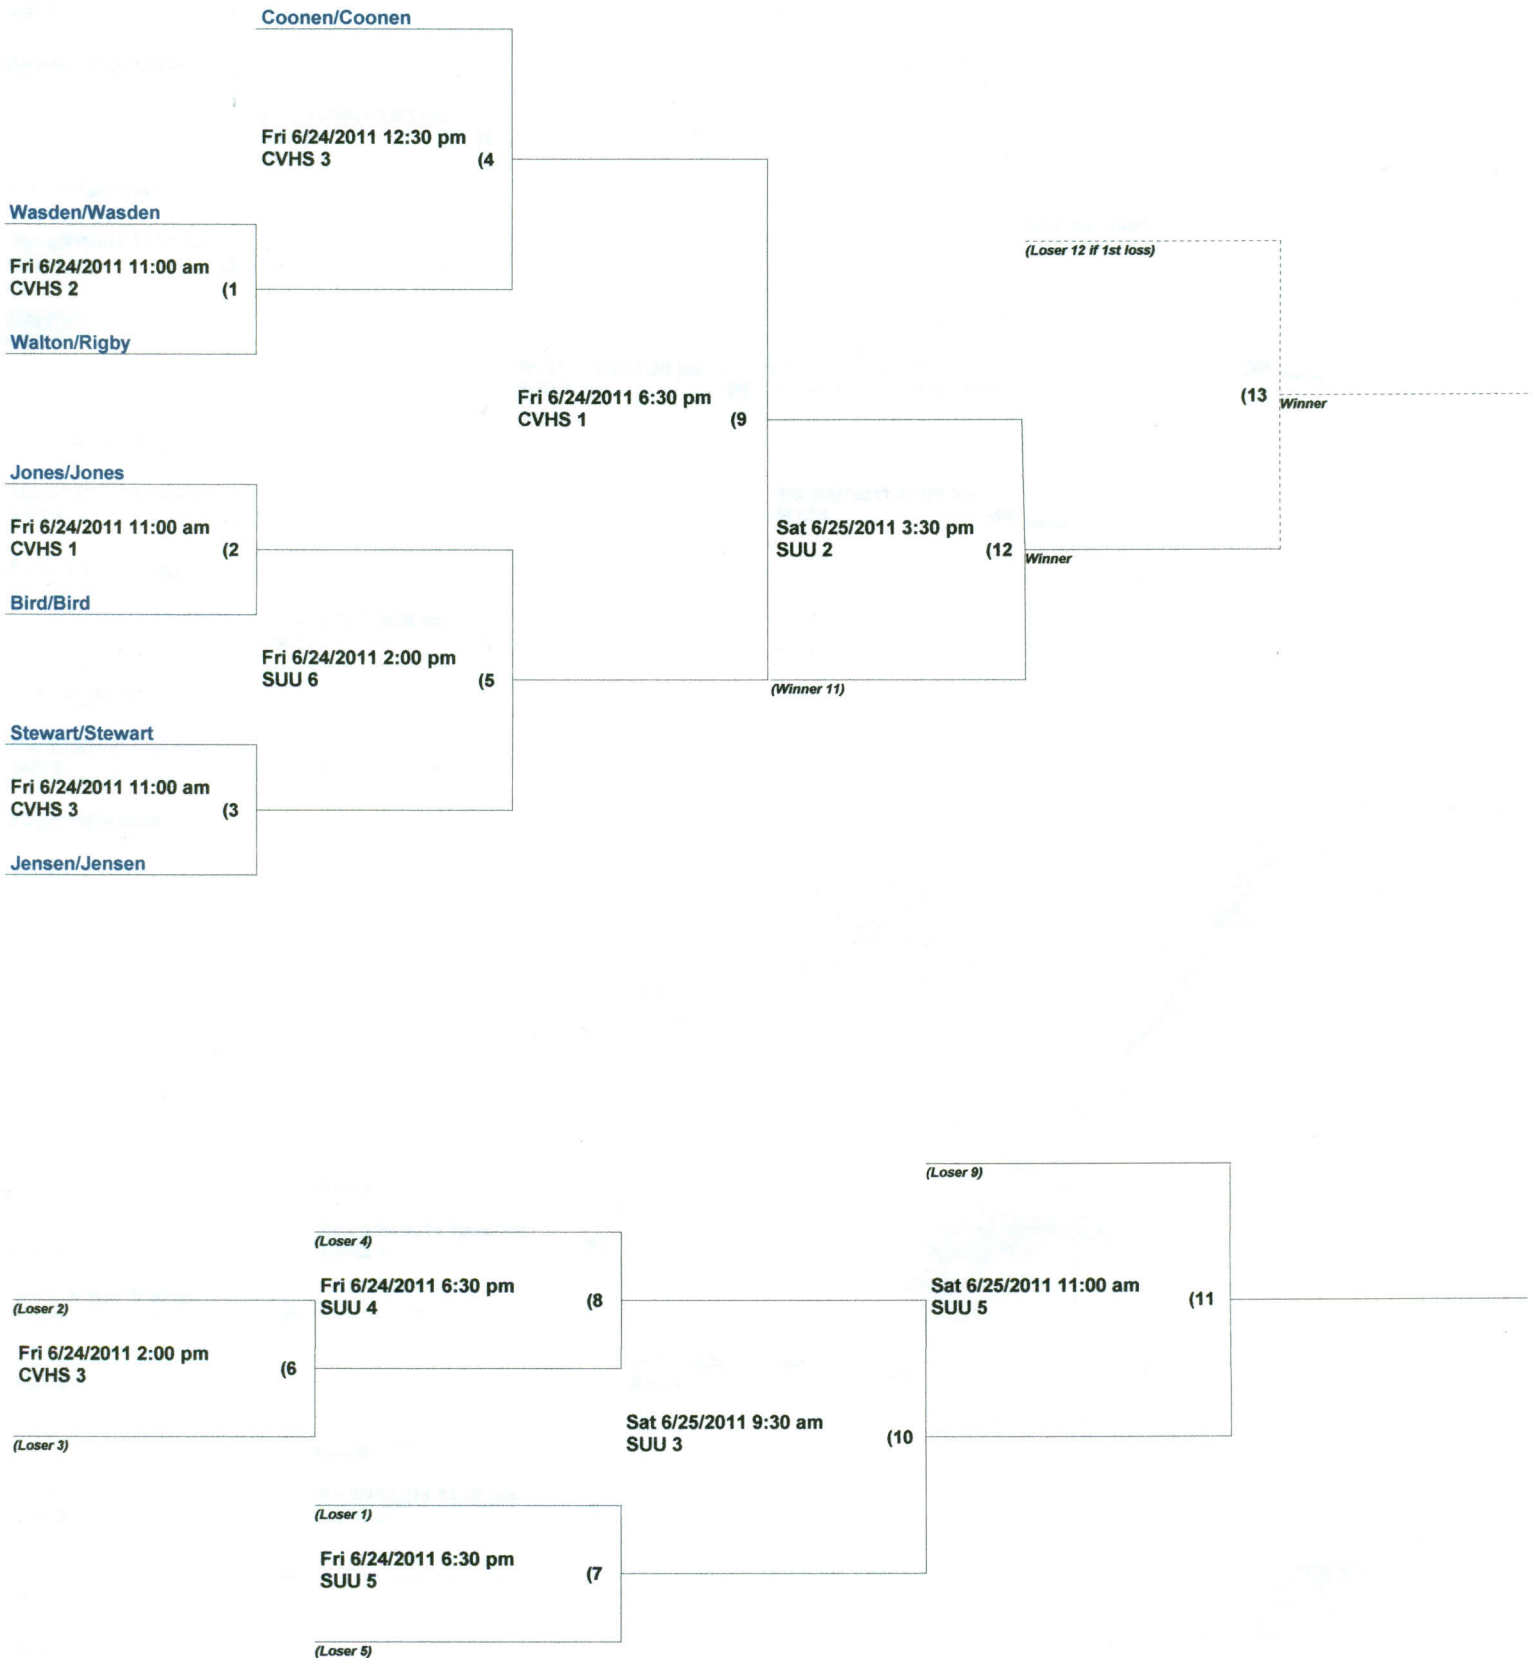 Coonen/Coonen
Fri 6/24/2011 12:30 pm
CVHS 3 (4
Wasden/Wasden
Fri 6/24/2011 11:00 am
CVHS 2 (1
Walton/Rigby
(Loser 12 if 1st loss)
(13 Winner
Fri 6/24/2011 6:30 pm
CVHS 1 (9
Jones/Jones
Fri 6/24/2011 11:00 am
CVHS 1 (2
Bird/Bird
Sat 6/25/2011 3:30 pm
SUU 2 (12 Winner
Fri 6/24/2011 2:00 pm
SUU 6 (5
(Winner 11)
Stewart/Stewart
Fri 6/24/2011 11:00 am
CVHS 3 (3
Jensen/Jensen
(Loser 9)
(Loser 4)
Fri 6/24/2011 6:30 pm
SUU 4 (8
Sat 6/25/2011 11:00 am
SUU 5 (11
(Loser 2)
Fri 6/24/2011 2:00 pm
CVHS 3 (6
(Loser 3)
Sat 6/25/2011 9:30 am
SUU 3 (10
(Loser 1)
Fri 6/24/2011 6:30 pm
SUU 5 (7
(Loser 5)